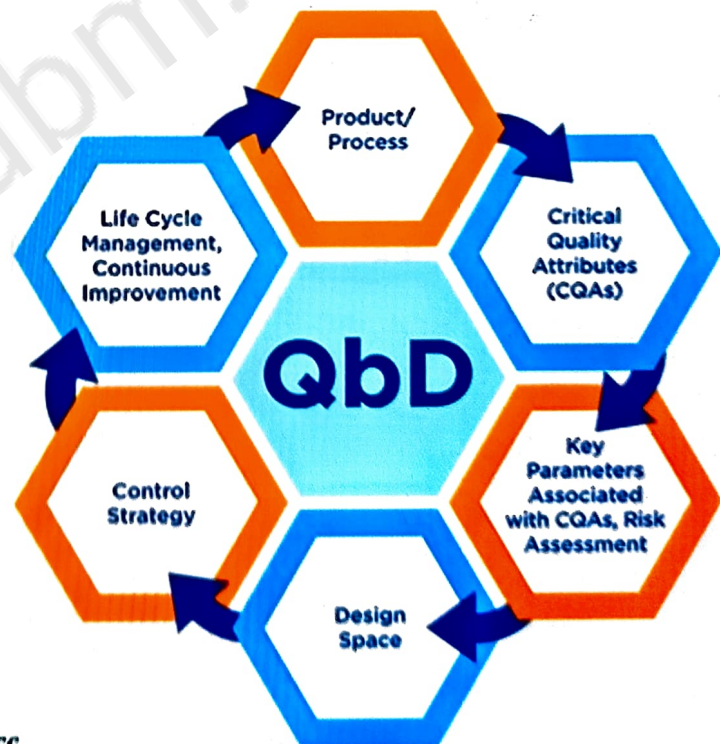 Product/
Process
Critical
Quality
Attributes
(CQAs)
Key
Parameters
Associated
with CQAs, Risk
Assessment
Design
Space
Control
Strategy
Life Cycle
Management,
Continuous
Improvement
QbD